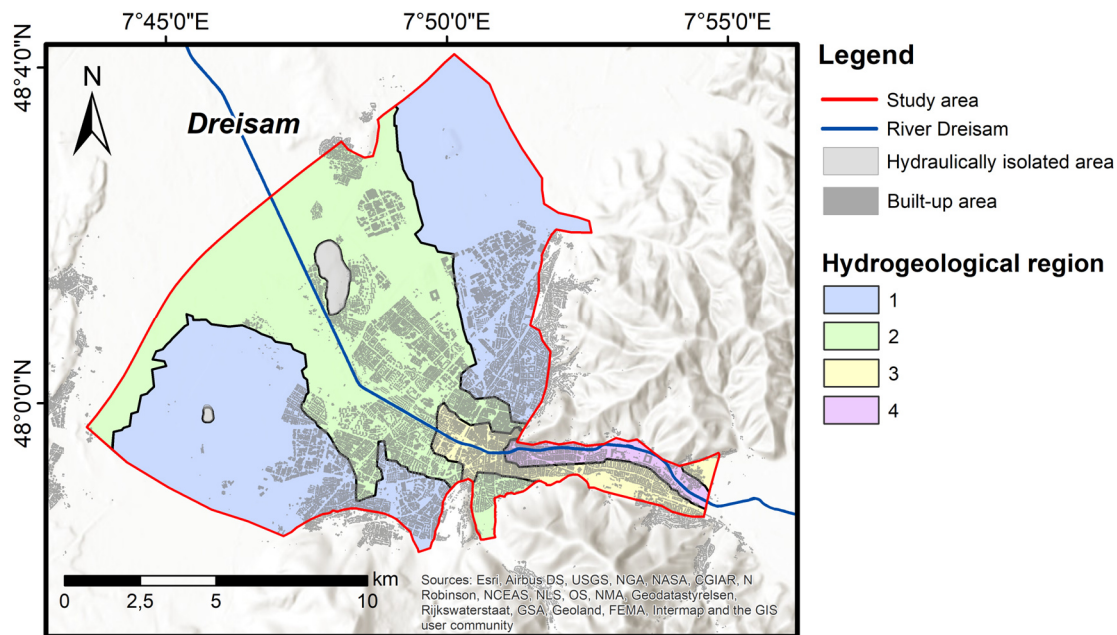 7°45'0"E 7°50'0"E 7°55'0"E
48°4'0"N
48°0'0"N
N
Dreisam
km
0 2,5 5 10
Sources: Esri, Airbus DS, USGS, NGA, NASA, CGIAR, N
Robinson, NCEAS, NLS, OS, NMA, Geodatastyrelsen,
Rijkswaterstaat, GSA, Geoland, FEMA, Intermap and the GIS
user community
Legend
Study area
River Dreisam
Hydraulically isolated area
Built-up area
Hydrogeological region
1
2
3
4